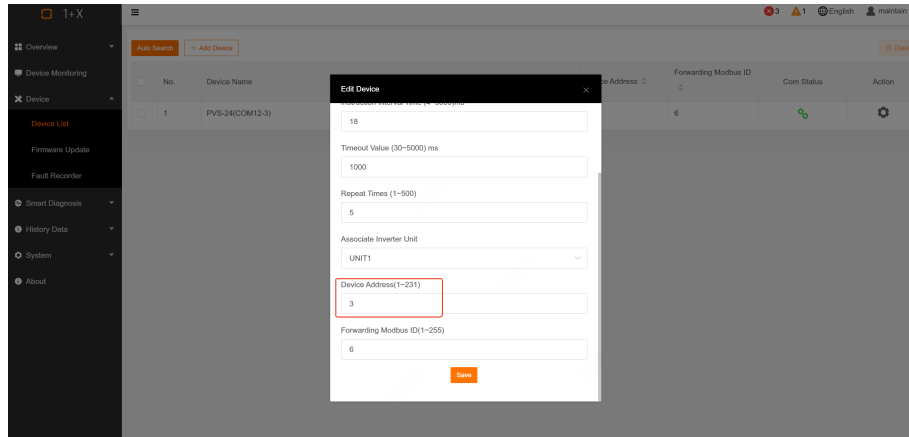 1+X
3 1 English maintain
Overview
Device Monitoring
Device
Device List
Firmware Update
Fault Recorder
Smart Diagnosis
History Data
System
About
Auto Search + Add Device
No. Device Name Address Forwarding Modbus ID Com Status Action
1 PVS-24(COM12-3) 6
Edit Device
18
Timeout Value (30~5000) ms
1000
Repeat Times (1~500)
5
Associate Inverter Unit
UNIT1
Device Address(1~231)
3
Forwarding Modbus ID(1~255)
6
Save